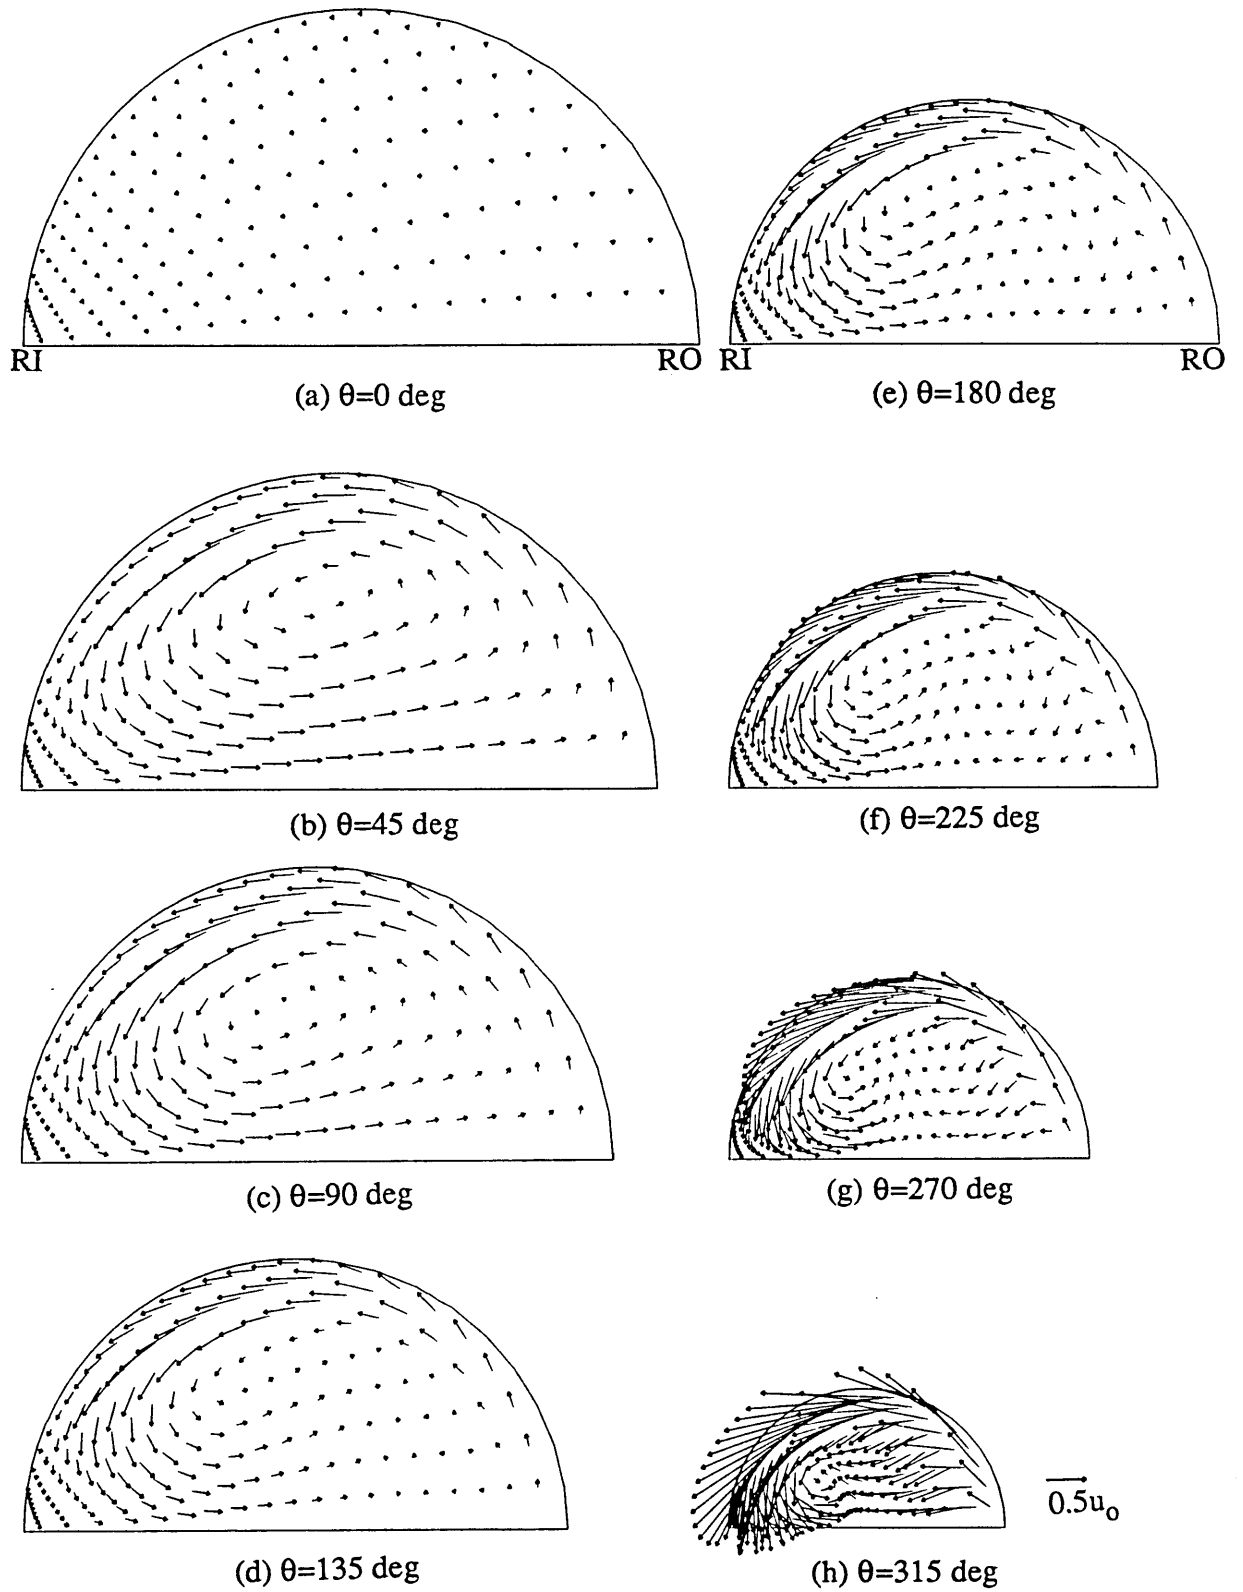 RI RO
(a) θ=0 deg
RI RO
(e) θ=180 deg
(b) θ=45 deg
(f) θ=225 deg
(c) θ=90 deg
(g) θ=270 deg
(d) θ=135 deg
0.5u₀
(h) θ=315 deg